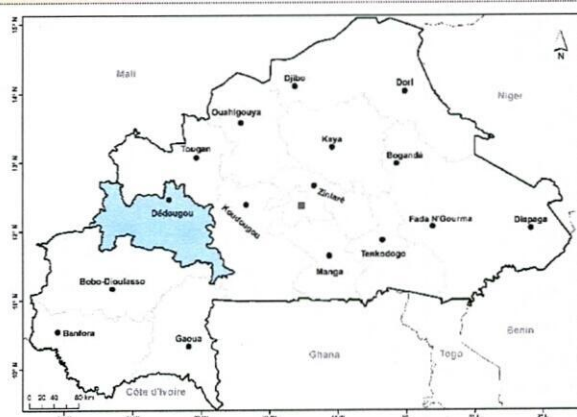 N
Mali
Niger
Djibo
Dori
Ouahigouya
Kaya
Tougan
Bogandé
Ziniaré
Dédougou
Koudougou
Fada N'Gourma
Diapaga
Tenkodogo
Manga
Bobo-Dioulasso
Banfora
Gaoua
Ghana
Togo
Benin
Côte d'Ivoire
0 20 40 80 km